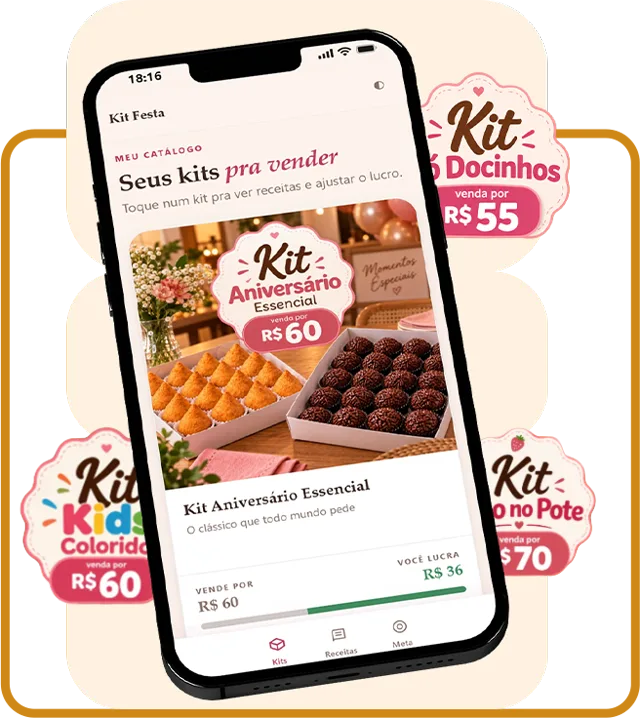 18:16
Kit Festa
MEU CATÁLOGO
Seus kits pra vender
Toque num kit pra ver receitas e ajustar o lucro.
Kit
Aniversário
Essencial
venda por
R$ 60
Momentos
Especiais
Kit Aniversário Essencial
O clássico que todo mundo pede
VENDE POR
R$ 60
VOCÊ LUCRA
R$ 36
Kits
Receitas
Meta
Kit
Docinhos
venda por
R$ 55
Kit
Kids
Colorido
venda por
R$ 60
Kit
no Pote
venda por
$ 70